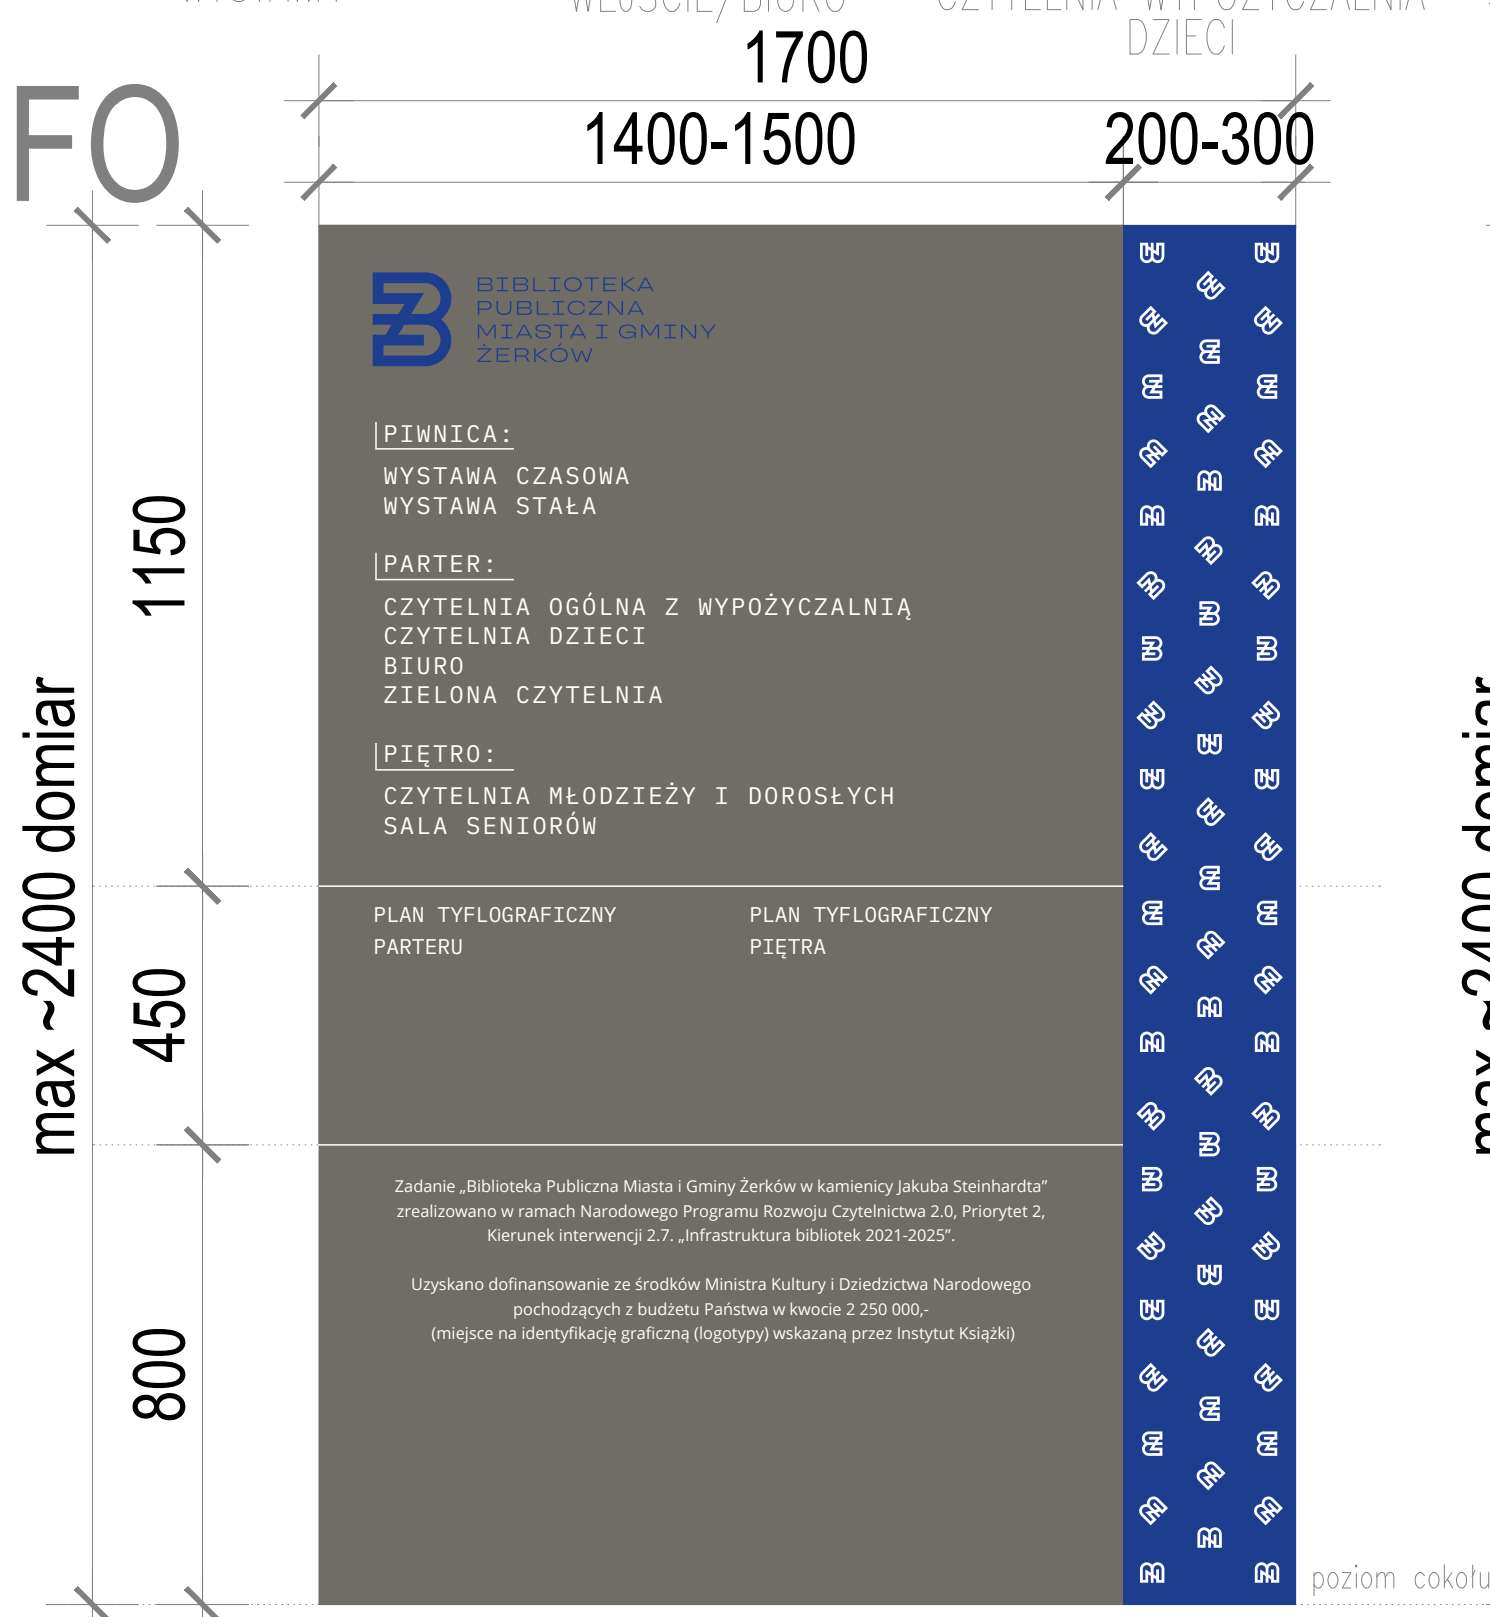 WEJŚCIE/BIURO
DZIECI
1700
FO
1400-1500
200-300
BIBLIOTEKA
PUBLICZNA
MIASTA I GMINY
ŻERKÓW
PIWNICA:
WYSTAWA CZASOWA
WYSTAWA STAŁA
PARTER:
CZYTELNIA OGÓLNA Z WYPOŻYCZALNIĄ
CZYTELNIA DZIECI
BIURO
ZIELONA CZYTELNIA
PIĘTRO:
CZYTELNIA MŁODZIEŻY I DOROSŁYCH
SALA SENIORÓW
1150
max ~2400 domiar
max ~2400 domiar
PLAN TYFLOGRAFICZNY
PARTERU
PLAN TYFLOGRAFICZNY
PIĘTRA
450
Zadanie „Biblioteka Publiczna Miasta i Gminy Żerków w kamienicy Jakuba Steinhardta”
zrealizowano w ramach Narodowego Programu Rozwoju Czytelnictwa 2.0, Priorytet 2,
Kierunek interwencji 2.7. „Infrastruktura bibliotek 2021-2025”.
Uzyskano dofinansowanie ze środków Ministra Kultury i Dziedzictwa Narodowego
pochodzących z budżetu Państwa w kwocie 2 250 000,-
(miejsce na identyfikację graficzną (logotypy) wskazaną przez Instytut Książki)
800
poziom cokołu